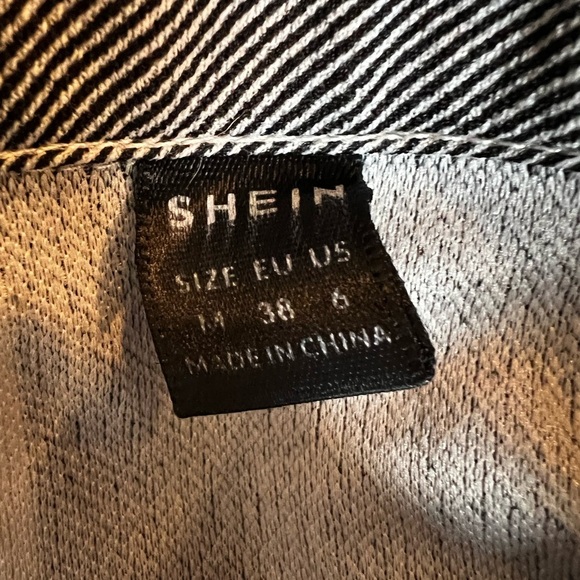 SHEIN
SIZE EU US
M 38 6
MADE IN CHINA